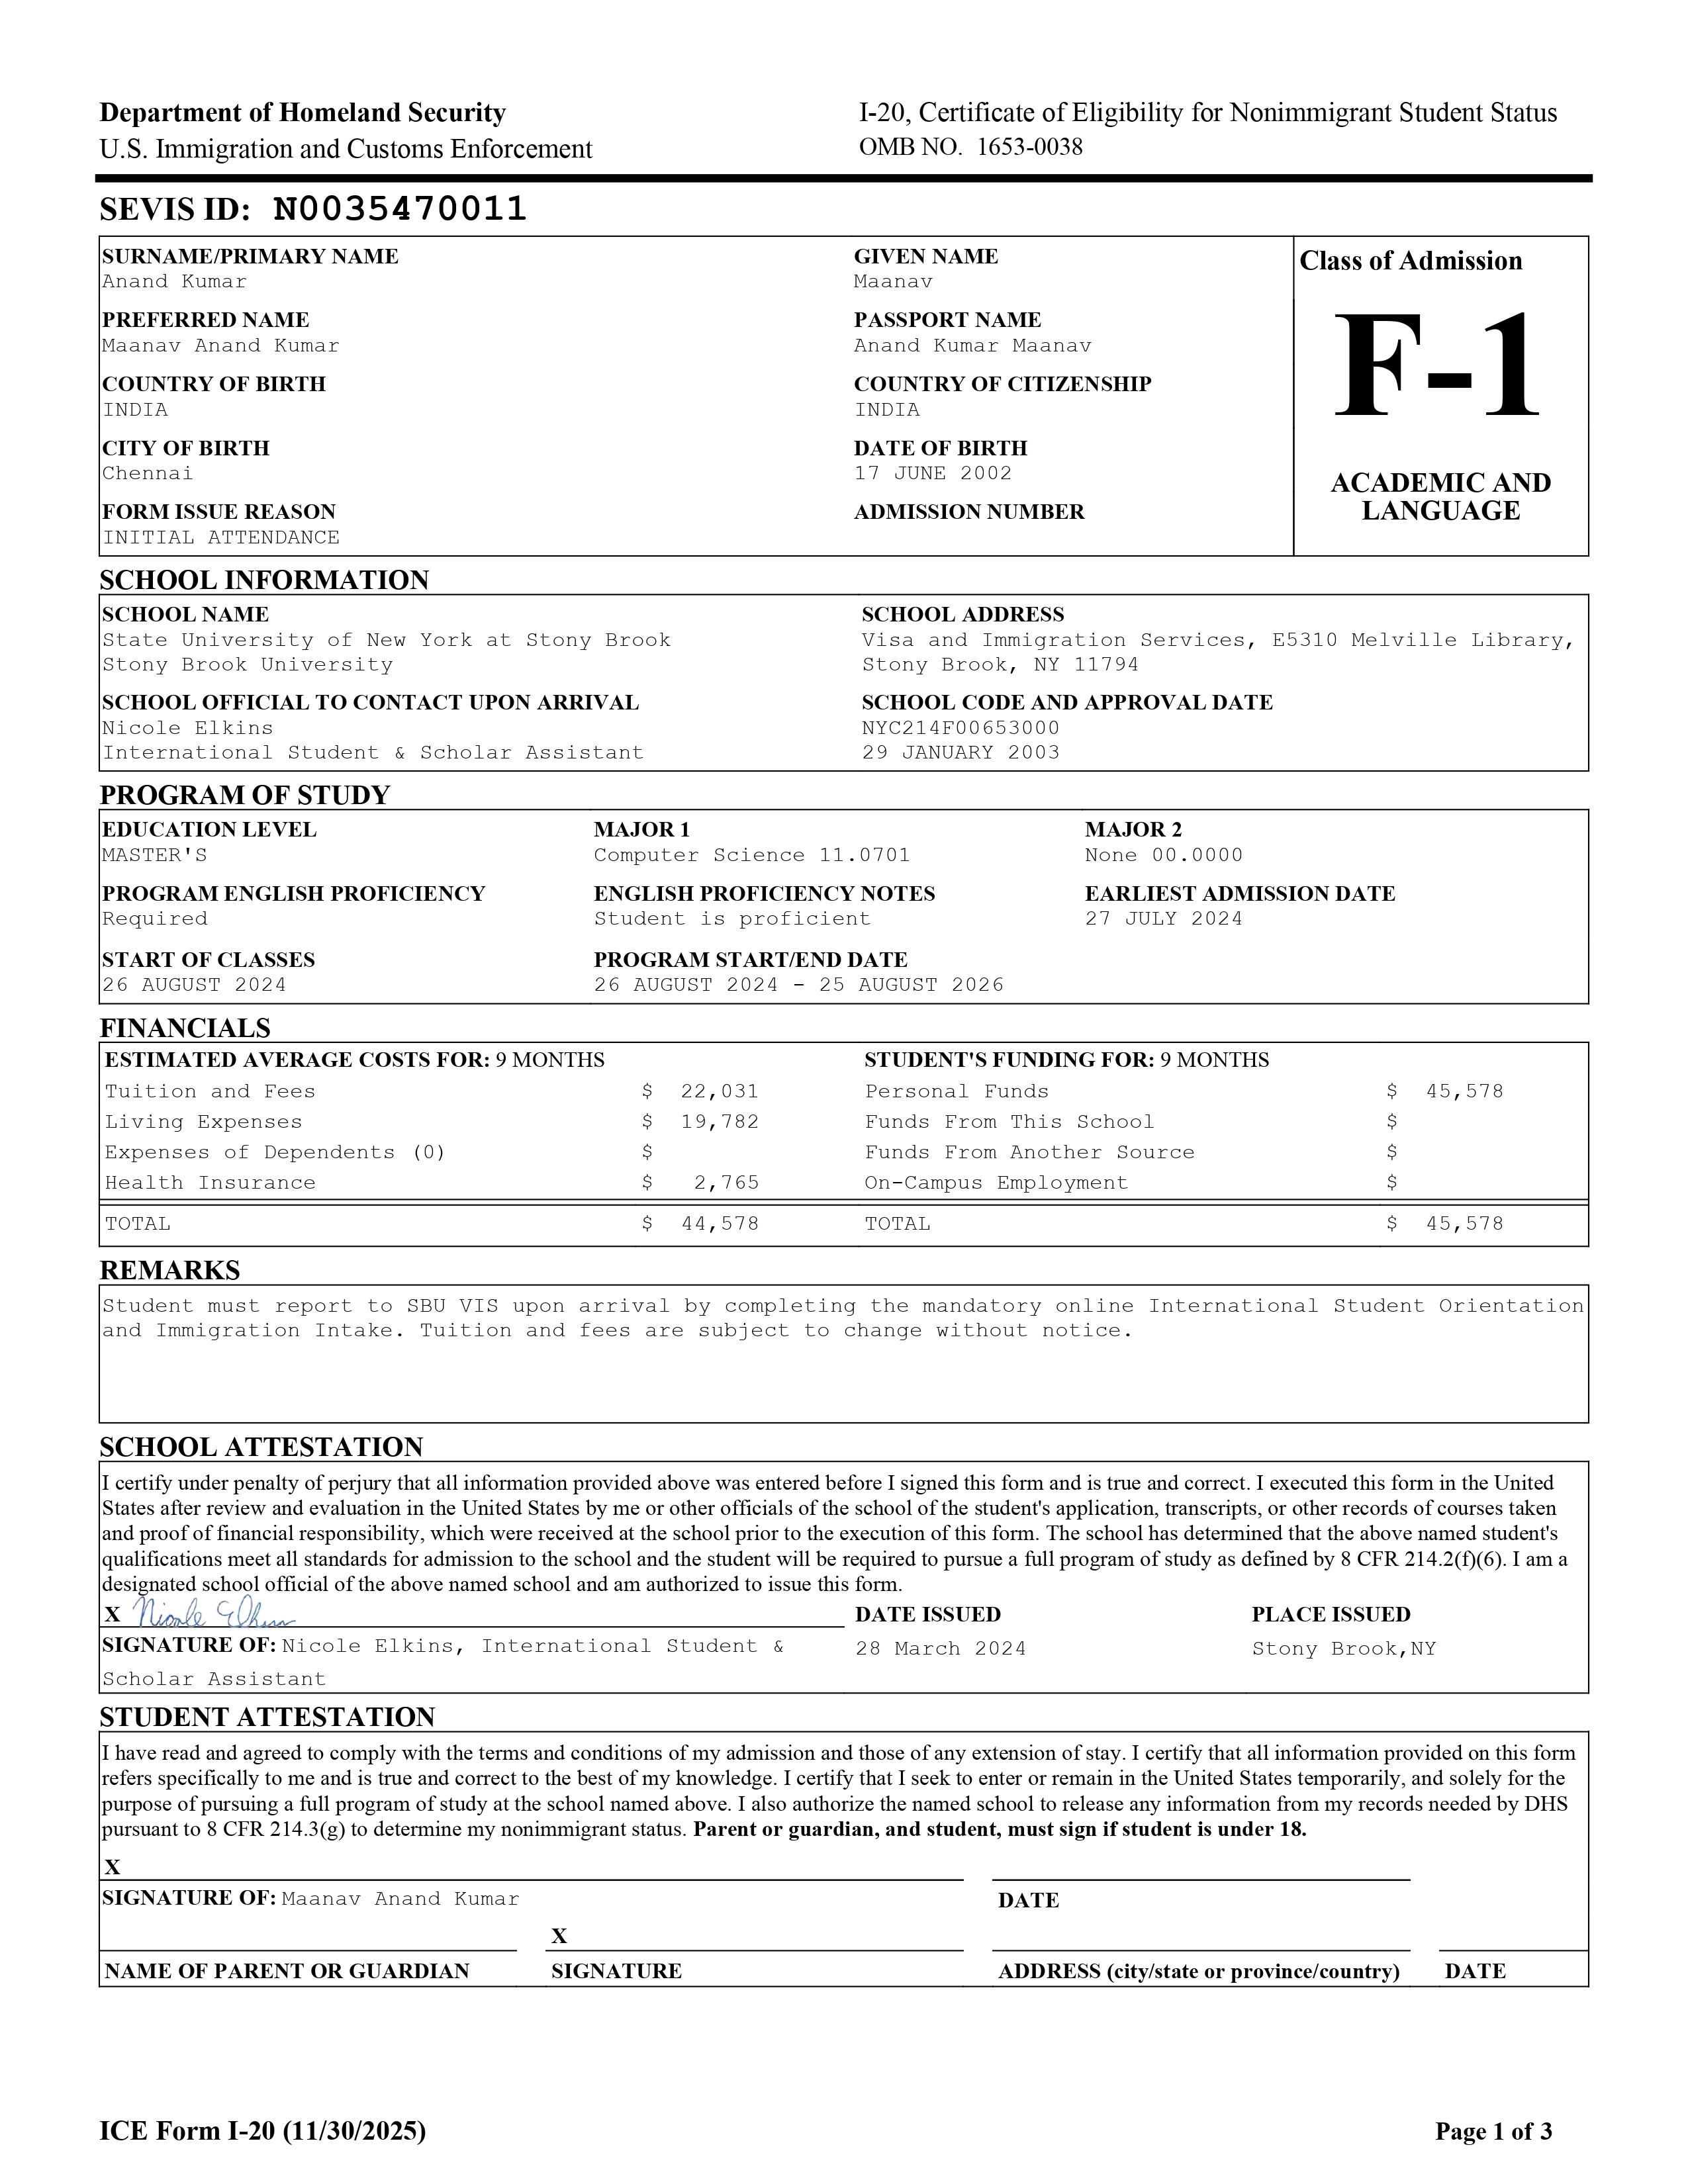 Department of Homeland Security
U.S. Immigration and Customs Enforcement
I-20, Certificate of Eligibility for Nonimmigrant Student Status
OMB NO. 1653-0038
SEVIS ID: N0035470011
SURNAME/PRIMARY NAME
Anand Kumar
GIVEN NAME
Maanav
PREFERRED NAME
Maanav Anand Kumar
PASSPORT NAME
Anand Kumar Maanav
COUNTRY OF BIRTH
INDIA
COUNTRY OF CITIZENSHIP
INDIA
CITY OF BIRTH
Chennai
DATE OF BIRTH
17 JUNE 2002
FORM ISSUE REASON
INITIAL ATTENDANCE
ADMISSION NUMBER
Class of Admission
F-1
ACADEMIC AND
LANGUAGE
SCHOOL INFORMATION
SCHOOL NAME
State University of New York at Stony Brook
Stony Brook University
SCHOOL ADDRESS
Visa and Immigration Services, E5310 Melville Library,
Stony Brook, NY 11794
SCHOOL OFFICIAL TO CONTACT UPON ARRIVAL
Nicole Elkins
International Student & Scholar Assistant
SCHOOL CODE AND APPROVAL DATE
NYC214F00653000
29 JANUARY 2003
PROGRAM OF STUDY
EDUCATION LEVEL
MASTER'S
MAJOR 1
Computer Science 11.0701
MAJOR 2
None 00.0000
PROGRAM ENGLISH PROFICIENCY
Required
ENGLISH PROFICIENCY NOTES
Student is proficient
EARLIEST ADMISSION DATE
27 JULY 2024
START OF CLASSES
26 AUGUST 2024
PROGRAM START/END DATE
26 AUGUST 2024 - 25 AUGUST 2026
FINANCIALS
ESTIMATED AVERAGE COSTS FOR: 9 MONTHS
Tuition and Fees $ 22,031
Living Expenses $ 19,782
Expenses of Dependents (0) $
Health Insurance $ 2,765
TOTAL $ 44,578
STUDENT'S FUNDING FOR: 9 MONTHS
Personal Funds $ 45,578
Funds From This School $
Funds From Another Source $
On-Campus Employment $
TOTAL $ 45,578
REMARKS
Student must report to SBU VIS upon arrival by completing the mandatory online International Student Orientation
and Immigration Intake. Tuition and fees are subject to change without notice.
SCHOOL ATTESTATION
I certify under penalty of perjury that all information provided above was entered before I signed this form and is true and correct. I executed this form in the United
States after review and evaluation in the United States by me or other officials of the school of the student's application, transcripts, or other records of courses taken
and proof of financial responsibility, which were received at the school prior to the execution of this form. The school has determined that the above named student's
qualifications meet all standards for admission to the school and the student will be required to pursue a full program of study as defined by 8 CFR 214.2(f)(6). I am a
designated school official of the above named school and am authorized to issue this form.
X Nicole Elkins
SIGNATURE OF: Nicole Elkins, International Student &
Scholar Assistant
DATE ISSUED
28 March 2024
PLACE ISSUED
Stony Brook,NY
STUDENT ATTESTATION
I have read and agreed to comply with the terms and conditions of my admission and those of any extension of stay. I certify that all information provided on this form
refers specifically to me and is true and correct to the best of my knowledge. I certify that I seek to enter or remain in the United States temporarily, and solely for the
purpose of pursuing a full program of study at the school named above. I also authorize the named school to release any information from my records needed by DHS
pursuant to 8 CFR 214.3(g) to determine my nonimmigrant status. Parent or guardian, and student, must sign if student is under 18.
X
SIGNATURE OF: Maanav Anand Kumar
DATE
X
NAME OF PARENT OR GUARDIAN
SIGNATURE
ADDRESS (city/state or province/country)
DATE
ICE Form I-20 (11/30/2025)
Page 1 of 3